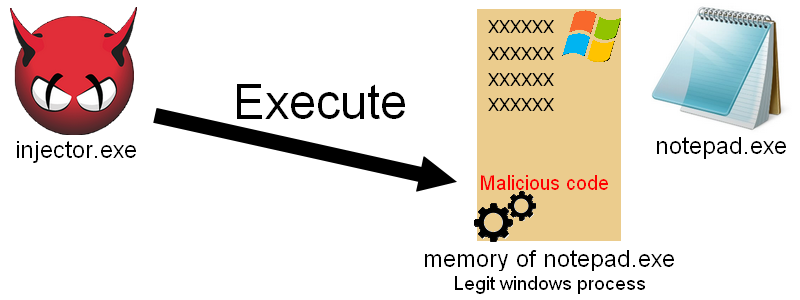 injector.exe
Execute
XXXXXX
XXXXXX
XXXXXX
XXXXXX
Malicious code
memory of notepad.exe
Legit windows process
notepad.exe